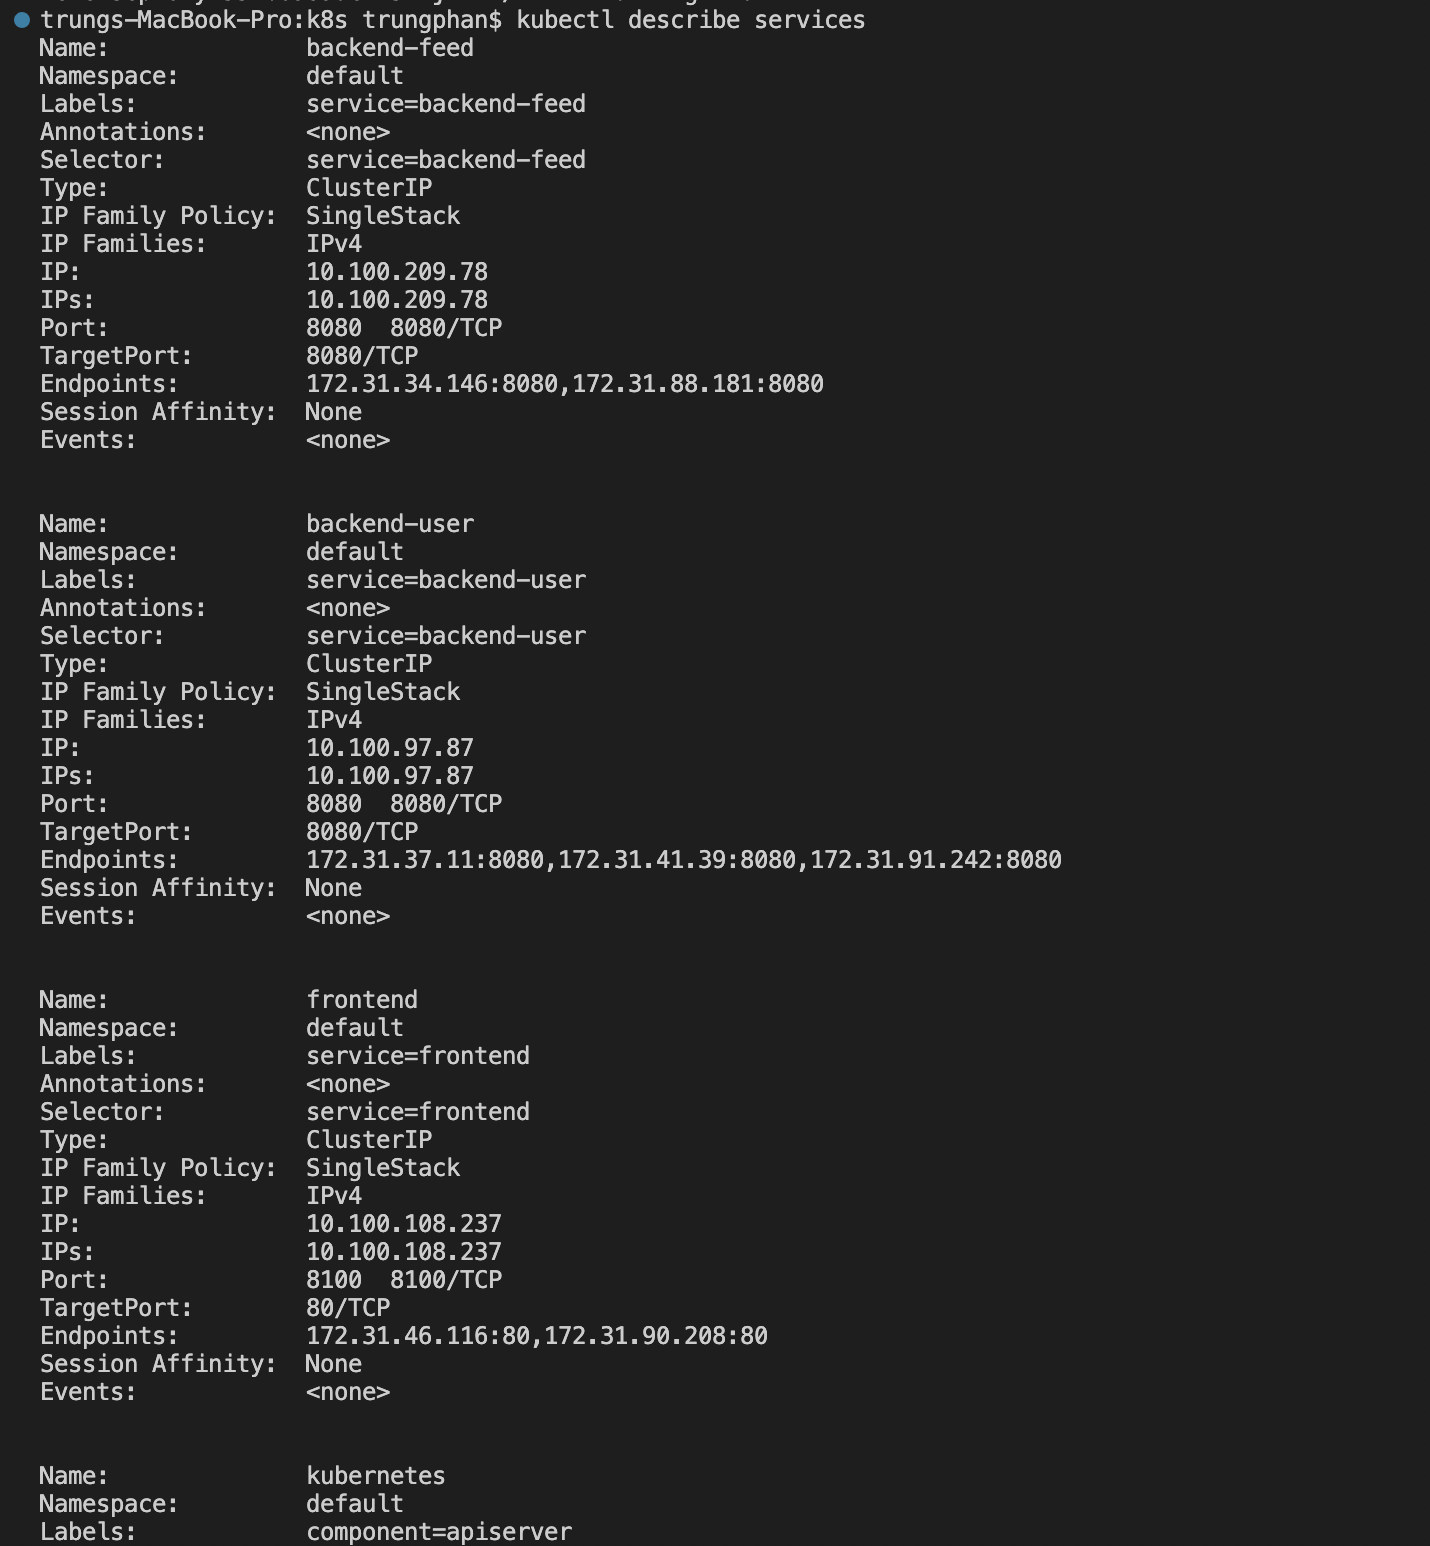 trungs-MacBook-Pro:k8s trungphan$ kubectl describe services
Name:              backend-feed
Namespace:         default
Labels:            service=backend-feed
Annotations:       <none>
Selector:          service=backend-feed
Type:              ClusterIP
IP Family Policy:  SingleStack
IP Families:       IPv4
IP:                10.100.209.78
IPs:               10.100.209.78
Port:              8080  8080/TCP
TargetPort:        8080/TCP
Endpoints:         172.31.34.146:8080,172.31.88.181:8080
Session Affinity:  None
Events:            <none>
Name:              backend-user
Namespace:         default
Labels:            service=backend-user
Annotations:       <none>
Selector:          service=backend-user
Type:              ClusterIP
IP Family Policy:  SingleStack
IP Families:       IPv4
IP:                10.100.97.87
IPs:               10.100.97.87
Port:              8080  8080/TCP
TargetPort:        8080/TCP
Endpoints:         172.31.37.11:8080,172.31.41.39:8080,172.31.91.242:8080
Session Affinity:  None
Events:            <none>
Name:              frontend
Namespace:         default
Labels:            service=frontend
Annotations:       <none>
Selector:          service=frontend
Type:              ClusterIP
IP Family Policy:  SingleStack
IP Families:       IPv4
IP:                10.100.108.237
IPs:               10.100.108.237
Port:              8100  8100/TCP
TargetPort:        80/TCP
Endpoints:         172.31.46.116:80,172.31.90.208:80
Session Affinity:  None
Events:            <none>
Name:              kubernetes
Namespace:         default
Labels:            component=apiserver